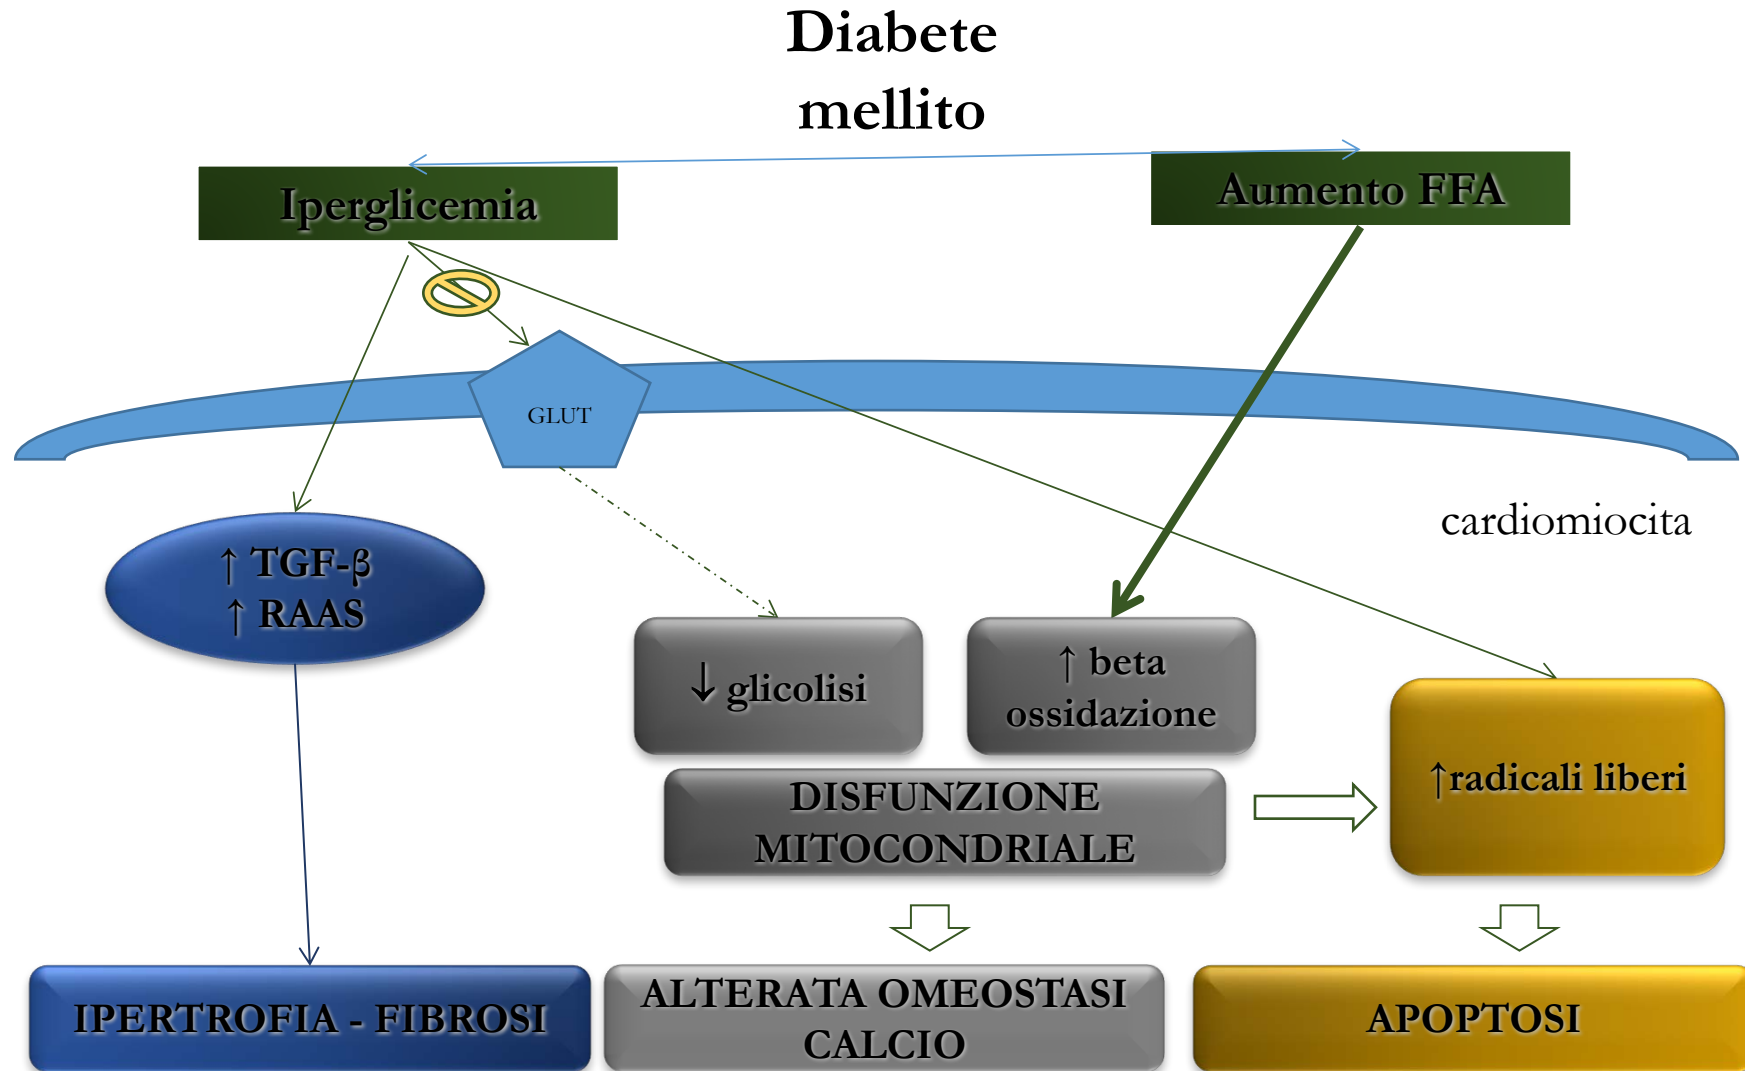 Diabete
mellito
Iperglicemia
Aumento FFA
GLUT
cardiomiocita
↑ TGF-β
↑ RAAS
↓ glicolisi
↑ beta
ossidazione
↑radicali liberi
DISFUNZIONE
MITOCONDRIALE
IPERTROFIA - FIBROSI
ALTERATA OMEOSTASI
CALCIO
APOPTOSI